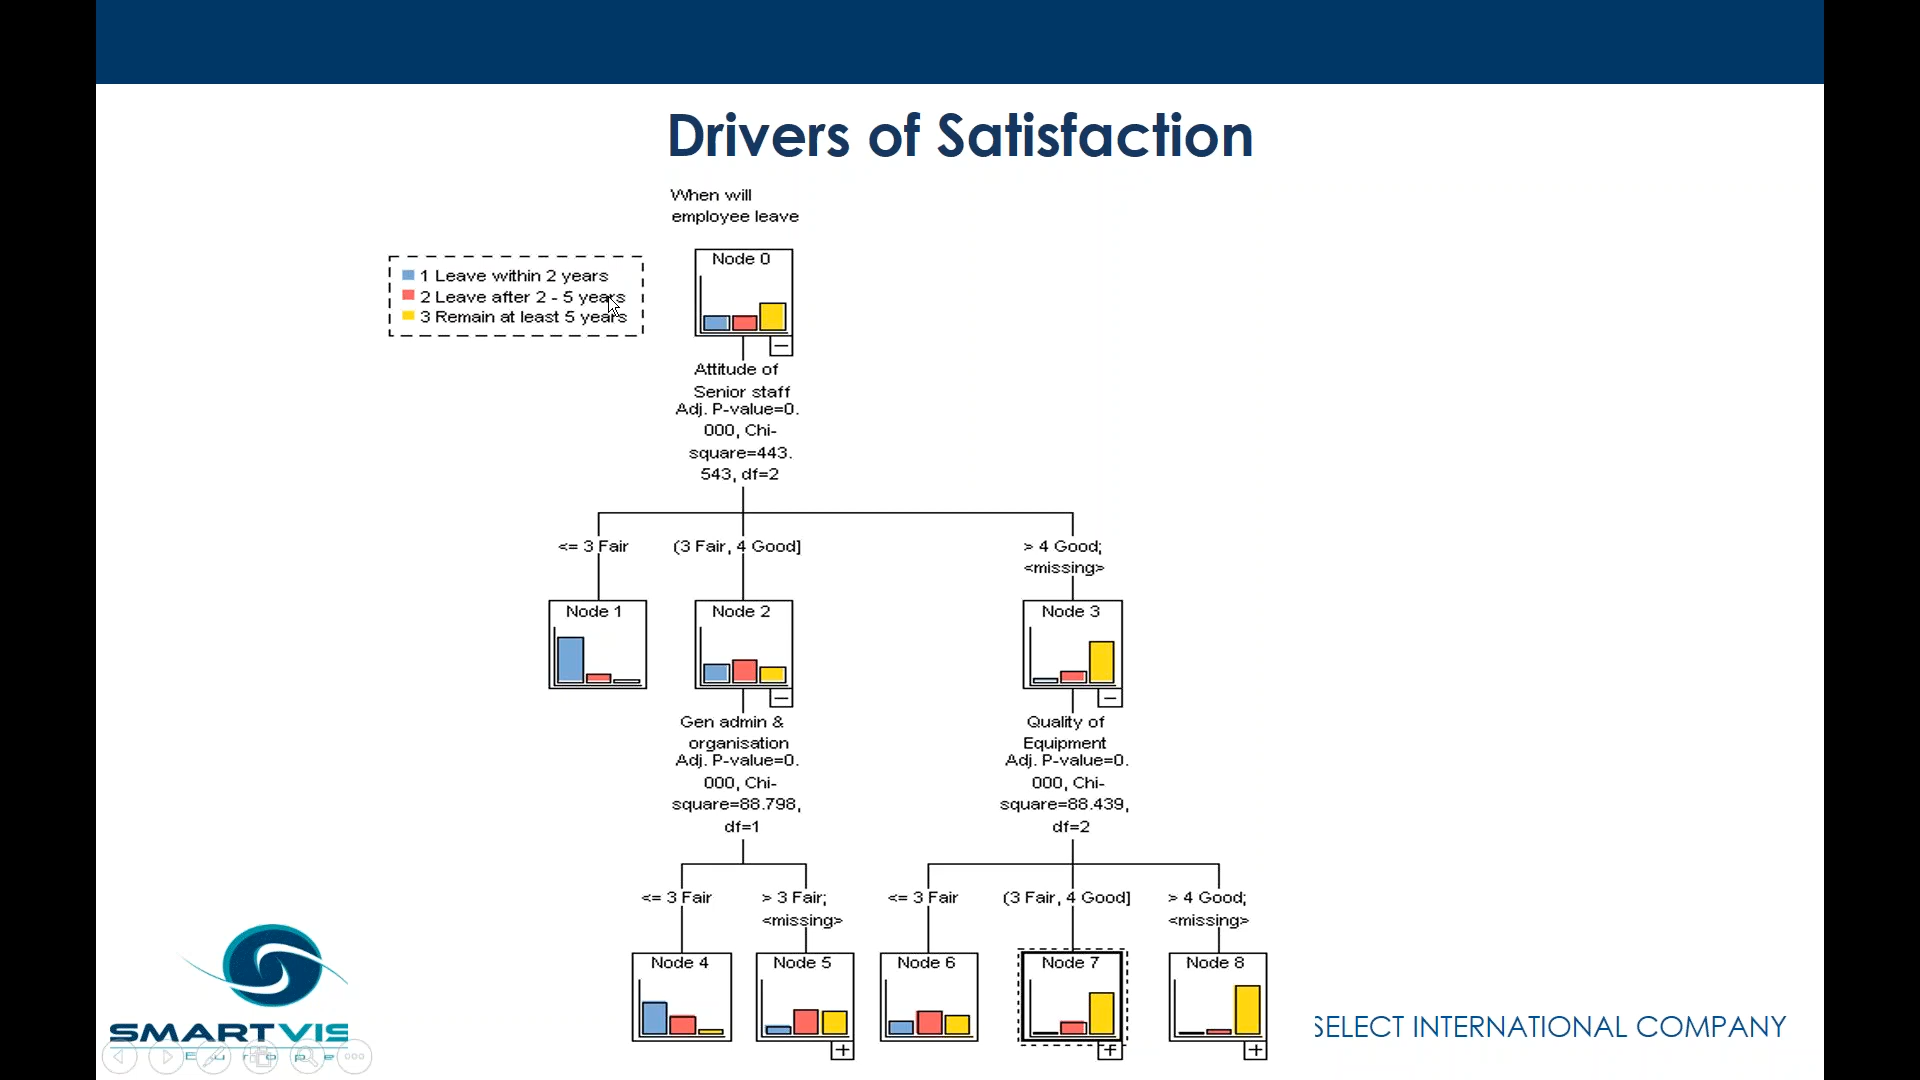 Drivers of Satisfaction
When will
employee leave
1 Leave within 2 years
2 Leave after 2 - 5 years
3 Remain at least 5 years
Node 0
Attitude of
Senior staff
Adj. P-value=0.
000, Chi-
square=443.
543, df=2
<= 3 Fair
(3 Fair, 4 Good]
> 4 Good;
<missing>
Node 1
Node 2
Node 3
Gen admin &
organisation
Adj. P-value=0.
000, Chi-
square=88.798,
df=1
Quality of
Equipment
Adj. P-value=0.
000, Chi-
square=88.439,
df=2
<= 3 Fair
> 3 Fair;
<missing>
<= 3 Fair
(3 Fair, 4 Good]
> 4 Good;
<missing>
Node 4
Node 5
Node 6
Node 7
Node 8
SMART VIS
Europe
SELECT INTERNATIONAL COMPANY